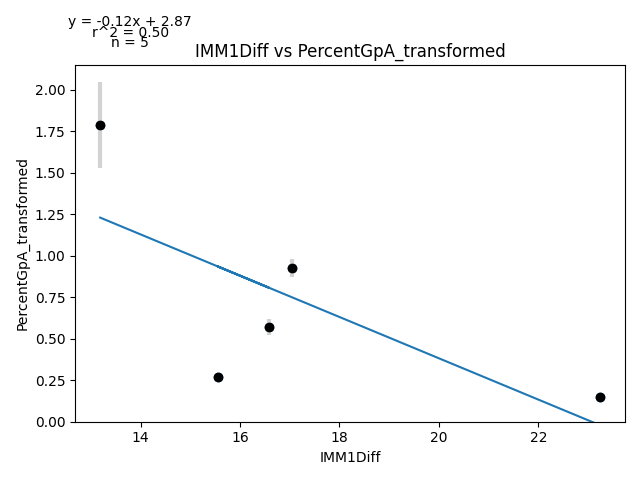 y = -0.12x + 2.87
r^2 = 0.50
n = 5
IMM1Diff vs PercentGpA_transformed
PercentGpA_transformed
2.00
1.75
1.50
1.25
1.00
0.75
0.50
0.25
0.00
14 16 18 20 22
IMM1Diff